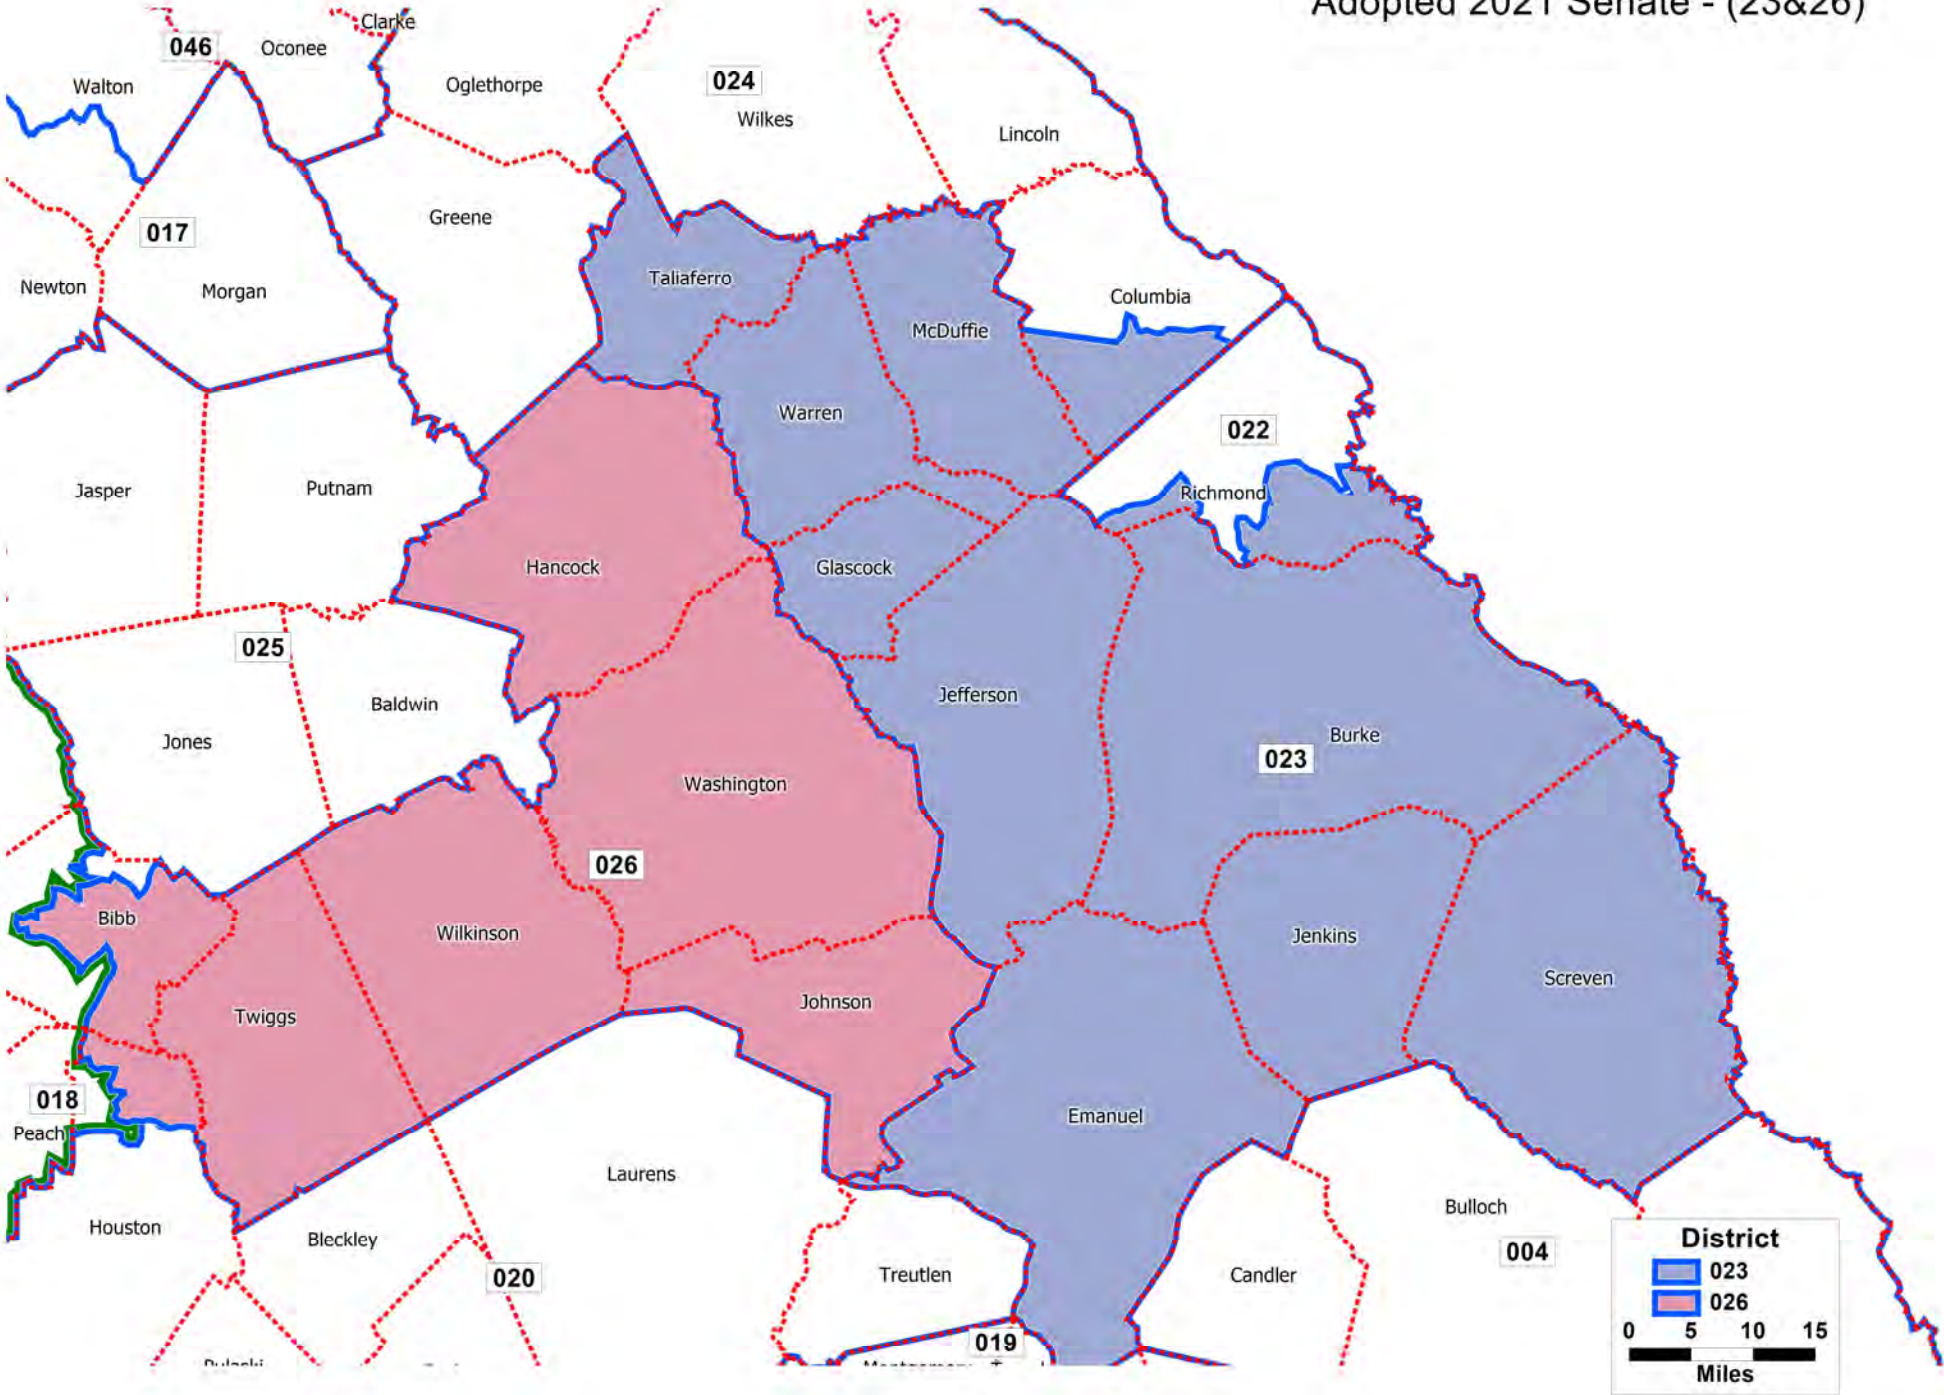 Adopted 2021 Senate - (23&26)
Clarke
046
Oconee
Walton
Oglethorpe
024
Wilkes
Lincoln
Greene
017
Newton
Morgan
Taliaferro
Columbia
McDuffie
Warren
022
Jasper
Putnam
Richmond
Hancock
Glascock
025
Baldwin
Jefferson
Jones
Burke
023
Washington
026
Bibb
Wilkinson
Jenkins
Screven
Twiggs
Johnson
018
Peach
Emanuel
Laurens
Houston
Bleckley
Bulloch
004
Treutlen
Candler
020
019
Pulaski
Montgomery
District
023
026
0 5 10 15
Miles